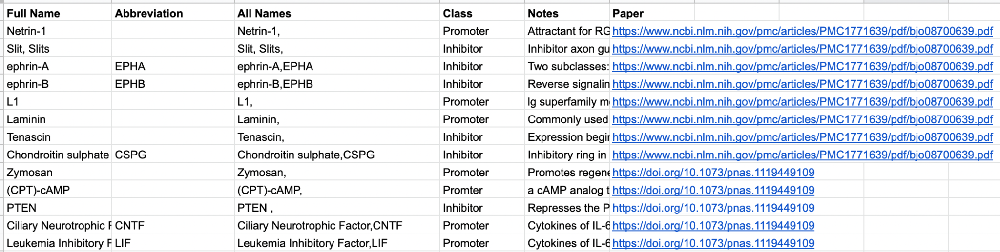 Full Name Abbreviation All Names Class Notes Paper
Netrin-1 Netrin-1, Promoter Attractant for RG https://www.ncbi.nlm.nih.gov/pmc/articles/PMC1771639/pdf/bjo08700639.pdf
Slit, Slits Slit, Slits, Inhibitor Inhibitor axon gu https://www.ncbi.nlm.nih.gov/pmc/articles/PMC1771639/pdf/bjo08700639.pdf
ephrin-A EPHA ephrin-A,EPHA Inhibitor Two subclasses: https://www.ncbi.nlm.nih.gov/pmc/articles/PMC1771639/pdf/bjo08700639.pdf
ephrin-B EPHB ephrin-B,EPHB Inhibitor Reverse signalin https://www.ncbi.nlm.nih.gov/pmc/articles/PMC1771639/pdf/bjo08700639.pdf
L1 L1, Promoter Ig superfamily m https://www.ncbi.nlm.nih.gov/pmc/articles/PMC1771639/pdf/bjo08700639.pdf
Laminin Laminin, Promoter Commonly used https://www.ncbi.nlm.nih.gov/pmc/articles/PMC1771639/pdf/bjo08700639.pdf
Tenascin Tenascin, Inhibitor Expression begin https://www.ncbi.nlm.nih.gov/pmc/articles/PMC1771639/pdf/bjo08700639.pdf
Chondroitin sulphate CSPG Chondroitin sulphate,CSPG Inhibitor Inhibitory ring in https://www.ncbi.nlm.nih.gov/pmc/articles/PMC1771639/pdf/bjo08700639.pdf
Zymosan Zymosan, Promoter Promotes regene https://doi.org/10.1073/pnas.1119449109
(CPT)-cAMP (CPT)-cAMP, Promter a cAMP analog t https://doi.org/10.1073/pnas.1119449109
PTEN PTEN , Inhibitor Represses the P https://doi.org/10.1073/pnas.1119449109
Ciliary Neurotrophic F CNTF Ciliary Neurotrophic Factor,CNTF Promoter Cytokines of IL-6 https://doi.org/10.1073/pnas.1119449109
Leukemia Inhibitory F LIF Leukemia Inhibitory Factor,LIF Promoter Cytokines of IL-6 https://doi.org/10.1073/pnas.1119449109